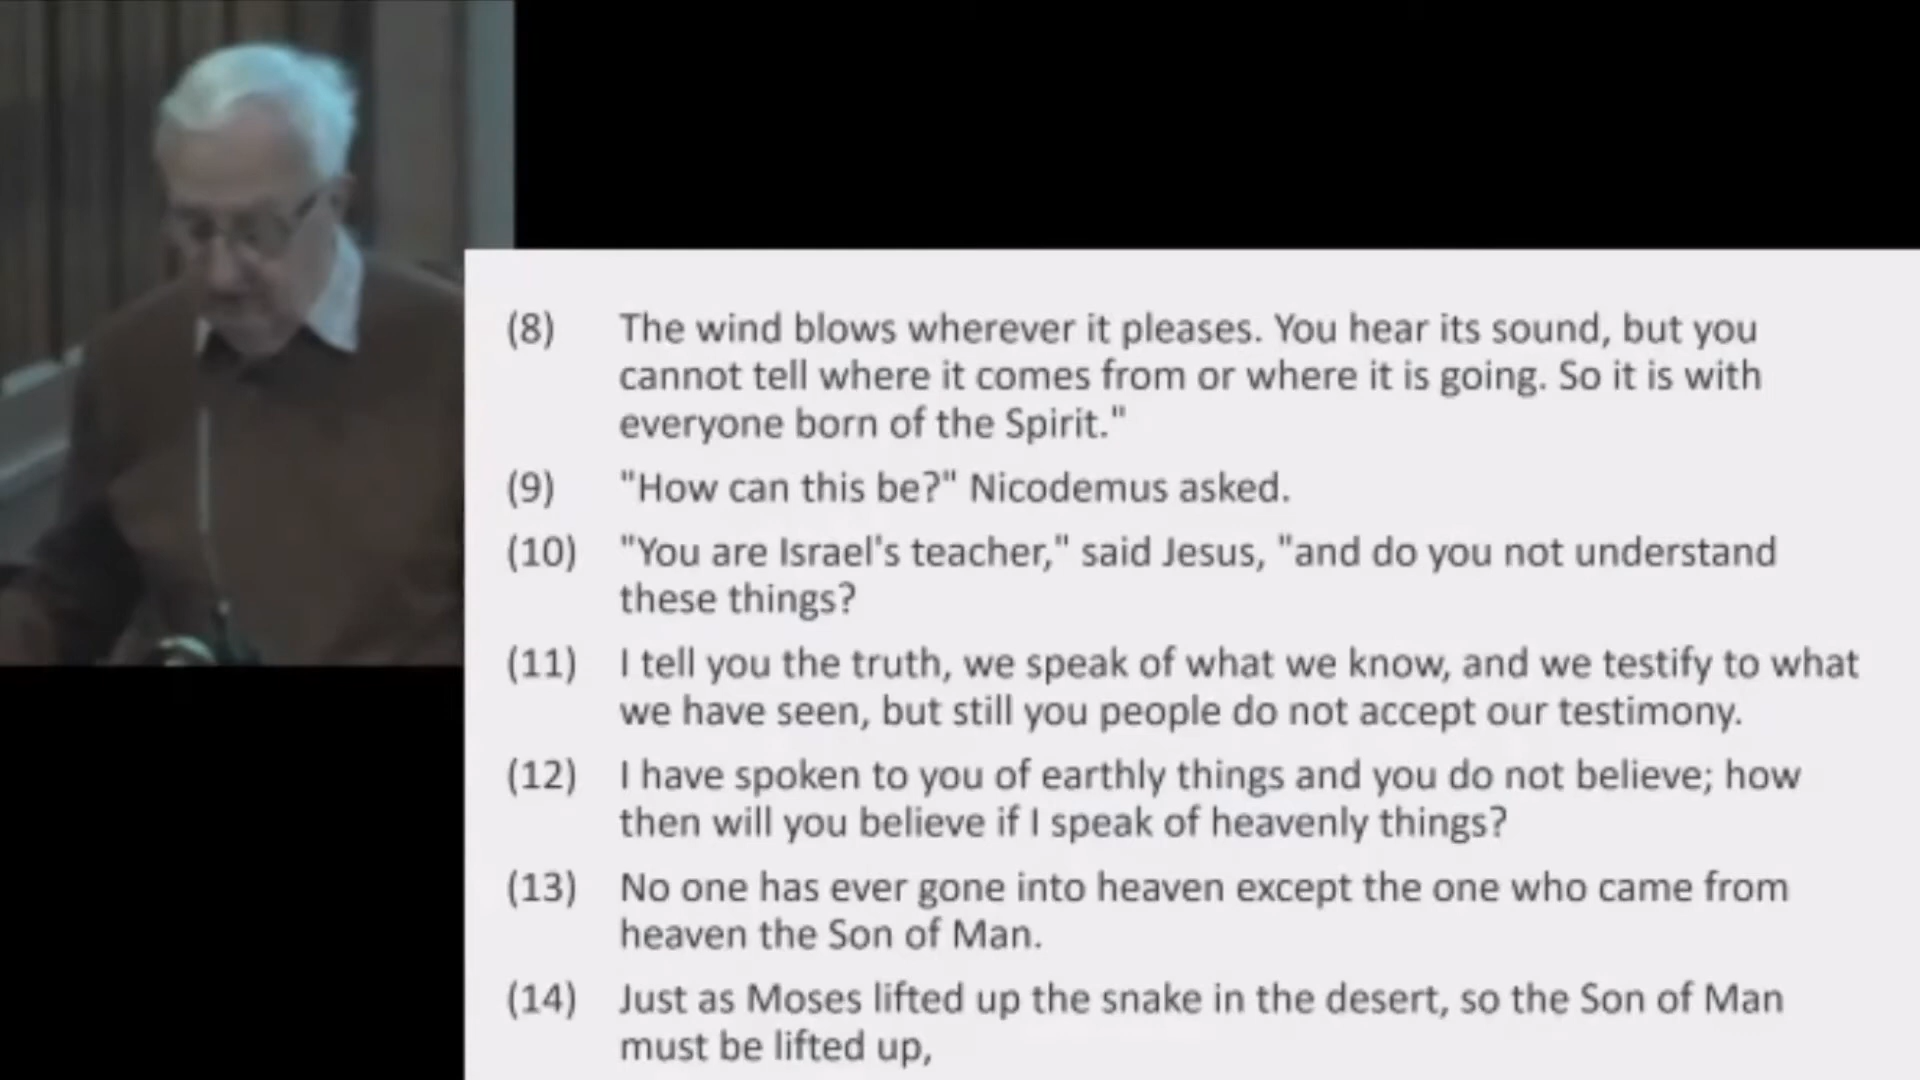 (8) The wind blows wherever it pleases. You hear its sound, but you
cannot tell where it comes from or where it is going. So it is with
everyone born of the Spirit."
(9) "How can this be?" Nicodemus asked.
(10) "You are Israel's teacher," said Jesus, "and do you not understand
these things?
(11) I tell you the truth, we speak of what we know, and we testify to what
we have seen, but still you people do not accept our testimony.
(12) I have spoken to you of earthly things and you do not believe; how
then will you believe if I speak of heavenly things?
(13) No one has ever gone into heaven except the one who came from
heaven the Son of Man.
(14) Just as Moses lifted up the snake in the desert, so the Son of Man
must be lifted up,